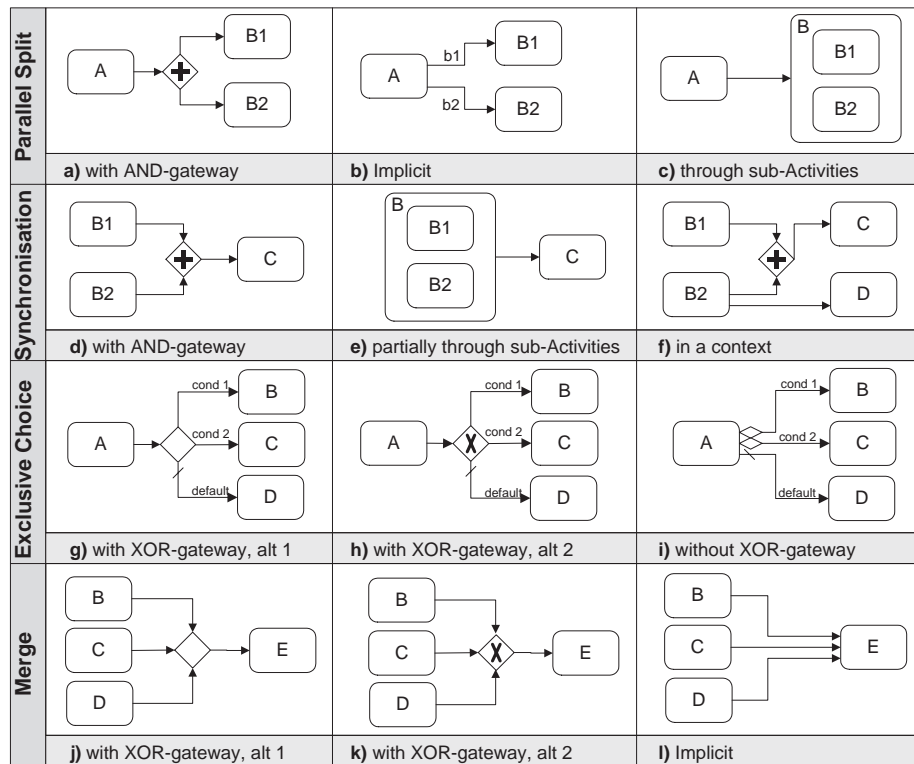 Parallel Split
A
B1
B2
a) with AND-gateway
A
b1
b2
B1
B2
b) Implicit
A
B
B1
B2
c) through sub-Activities
Synchronisation
B1
B2
C
d) with AND-gateway
B
B1
B2
C
e) partially through sub-Activities
B1
B2
C
D
f) in a context
Exclusive Choice
A
cond 1
B
cond 2
C
default
D
g) with XOR-gateway, alt 1
A
cond 1
B
X
cond 2
C
default
D
h) with XOR-gateway, alt 2
A
cond 1
B
cond 2
C
default
D
i) without XOR-gateway
Merge
B
C
D
E
j) with XOR-gateway, alt 1
B
C
D
X
E
k) with XOR-gateway, alt 2
B
C
D
E
l) Implicit